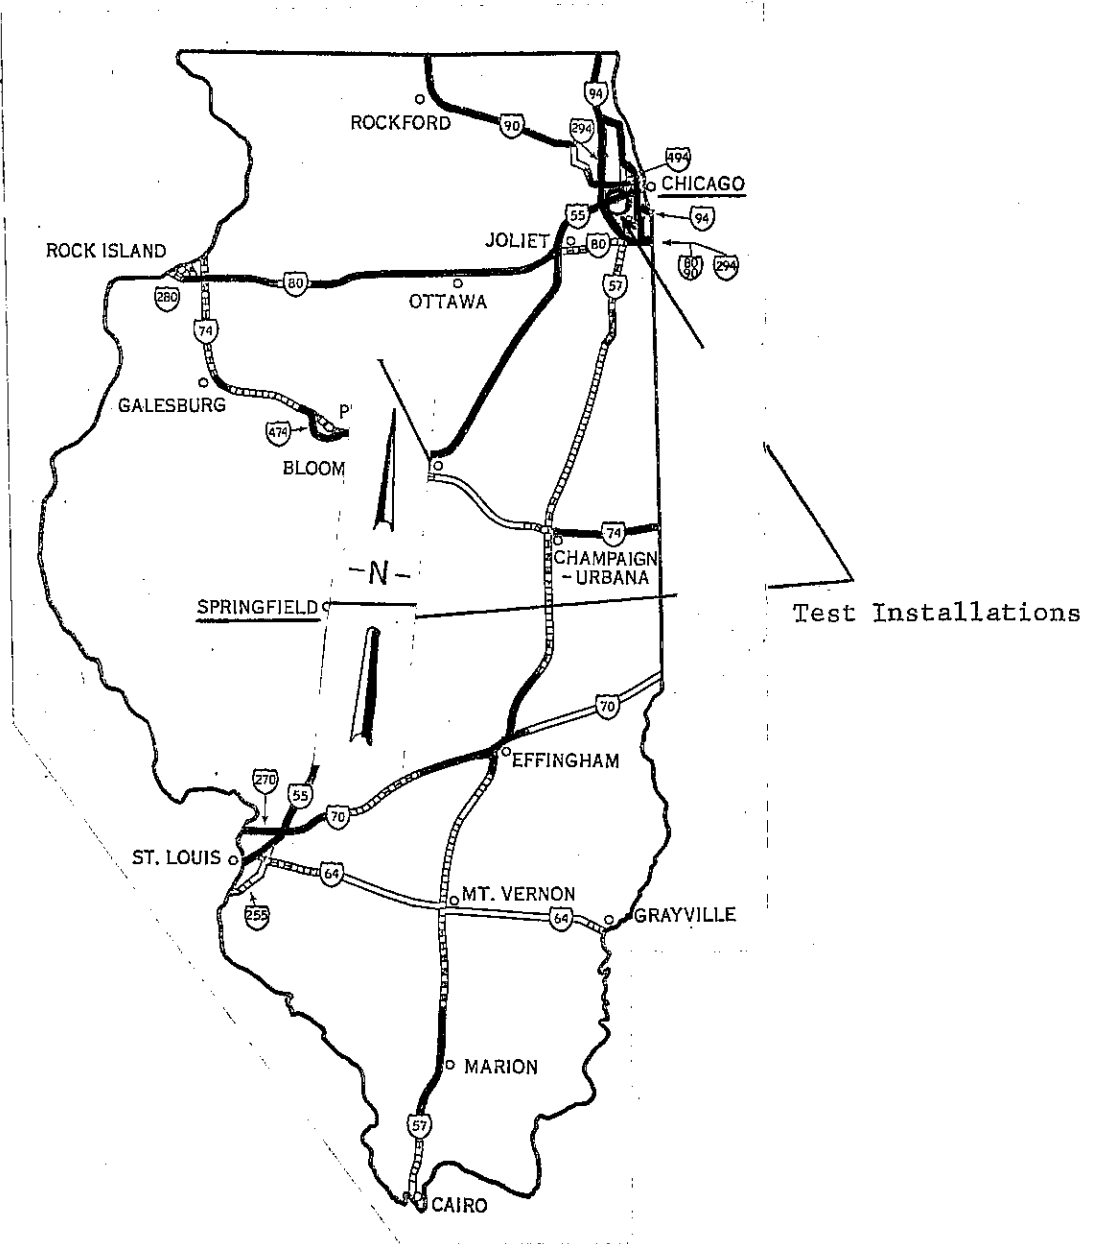 94
ROCKFORD
90
294
494
CHICAGO
55
94
ROCK ISLAND
JOLIET
80
80
90
294
280
80
OTTAWA
57
74
GALESBURG
P
474
BLOOM
74
CHAMPAIGN
-URBANA
-N-
SPRINGFIELD
Test Installations
70
EFFINGHAM
270
55
70
ST. LOUIS
64
MT. VERNON
255
64
GRAYVILLE
MARION
57
CAIRO